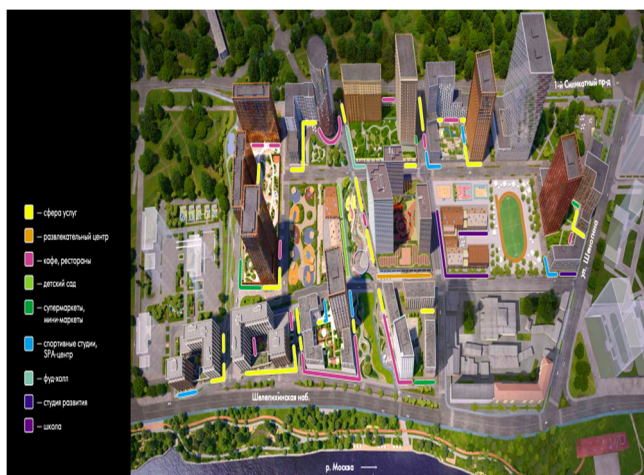 1-й Силикатный пр-д
— сфера услуг
— развлекательный центр
— кафе, рестораны
— детский сад
— супермаркеты,
мини-маркеты
— спортивные студии,
SPA-центр
— фуд-холл
— студия развития
— школа
ул. Шеногина
Шелепихинская наб.
р. Москва